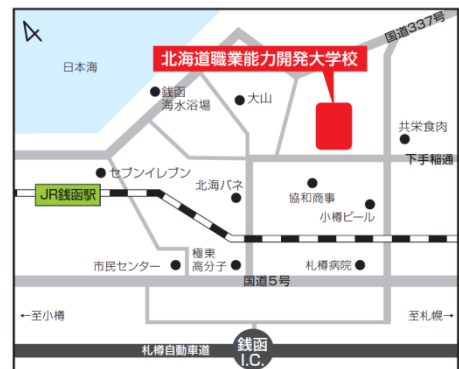 国道337号
日本海
北海道職業能力開発大学校
銭函
海水浴場
大山
共栄食肉
下手稲通
セブンイレブン
JR銭函駅
北海バネ
協和商事
小樽ビール
市民センター
極東
高分子
札樽病院
国道5号
←至小樽
至札幌→
札樽自動車道
銭函
I.C.